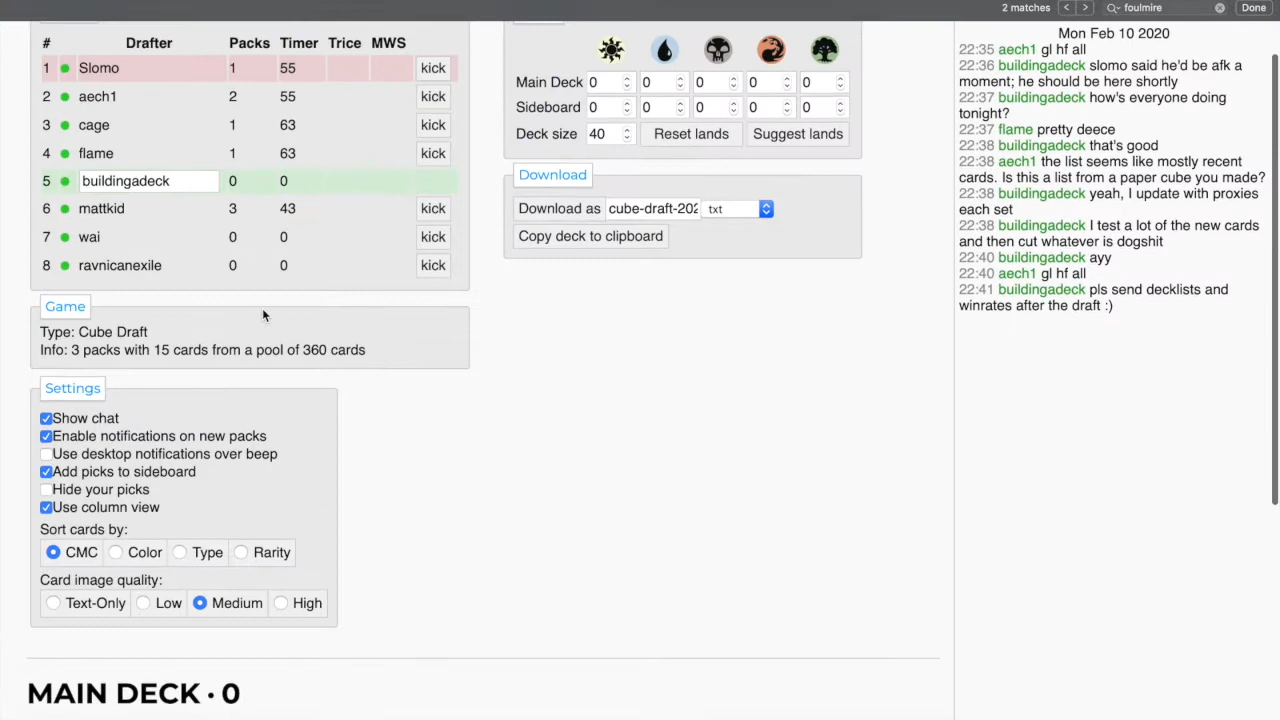 2 matches < > foulmire Done
# Drafter Packs Timer Trice MWS
1 Slomo 1 55 kick
2 aech1 2 55 kick
3 cage 1 63 kick
4 flame 1 63 kick
5 buildingadeck 0 0
6 mattkid 3 43 kick
7 wai 0 0 kick
8 ravnicanexile 0 0 kick
Game
Type: Cube Draft
Info: 3 packs with 15 cards from a pool of 360 cards
Settings
Show chat
Enable notifications on new packs
Use desktop notifications over beep
Add picks to sideboard
Hide your picks
Use column view
Sort cards by:
CMC Color Type Rarity
Card image quality:
Text-Only Low Medium High
MAIN DECK · 0
Main Deck 0 0 0 0 0
Sideboard 0 0 0 0 0
Deck size 40 Reset lands Suggest lands
Download
Download as cube-draft-202 txt
Copy deck to clipboard
Mon Feb 10 2020
22:35 aech1 gl hf all
22:36 buildingadeck slomo said he'd be afk a
moment; he should be here shortly
22:37 buildingadeck how's everyone doing
tonight?
22:37 flame pretty deece
22:38 buildingadeck that's good
22:38 aech1 the list seems like mostly recent
cards. Is this a list from a paper cube you made?
22:38 buildingadeck yeah, I update with proxies
each set
22:38 buildingadeck I test a lot of the new cards
and then cut whatever is dogshit
22:40 buildingadeck ayy
22:40 aech1 gl hf all
22:41 buildingadeck pls send decklists and
winrates after the draft :)